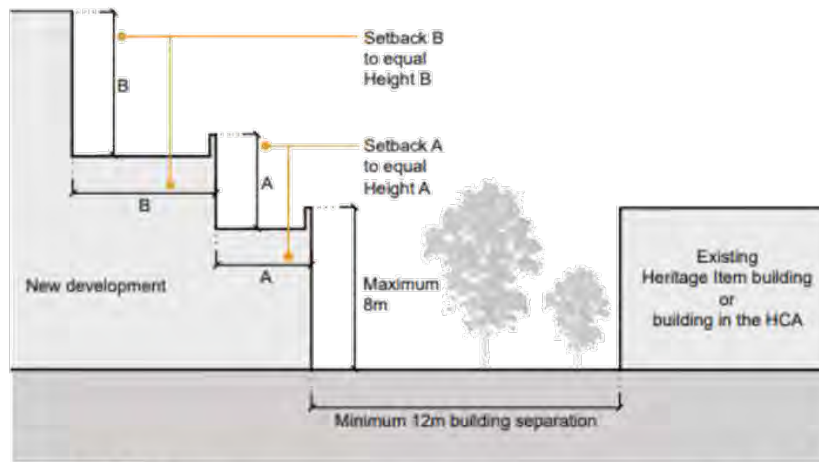 Setback B
to equal
Height B
B
B
Setback A
to equal
Height A
A
A
New development
Maximum
8m
Existing
Heritage Item building
or
building in the HCA
Minimum 12m building separation